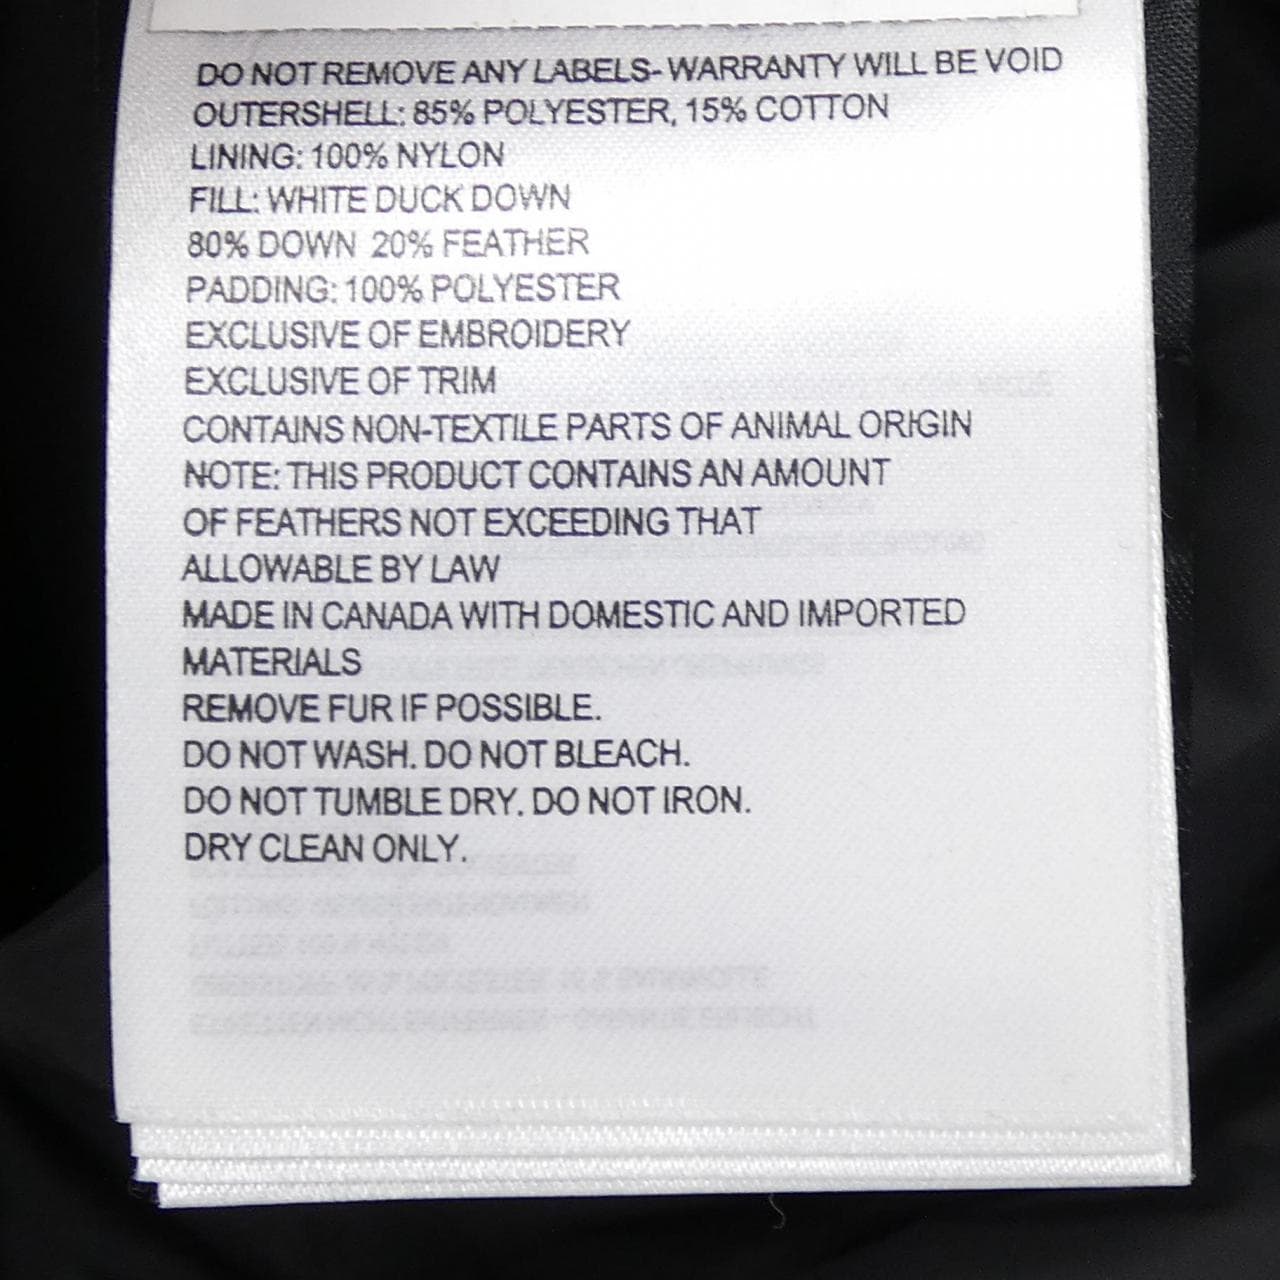 DO NOT REMOVE ANY LABELS- WARRANTY WILL BE VOID
OUTERSHELL: 85% POLYESTER, 15% COTTON
LINING: 100% NYLON
FILL: WHITE DUCK DOWN
80% DOWN 20% FEATHER
PADDING: 100% POLYESTER
EXCLUSIVE OF EMBROIDERY
EXCLUSIVE OF TRIM
CONTAINS NON-TEXTILE PARTS OF ANIMAL ORIGIN
NOTE: THIS PRODUCT CONTAINS AN AMOUNT
OF FEATHERS NOT EXCEEDING THAT
ALLOWABLE BY LAW
MADE IN CANADA WITH DOMESTIC AND IMPORTED
MATERIALS
REMOVE FUR IF POSSIBLE.
DO NOT WASH. DO NOT BLEACH.
DO NOT TUMBLE DRY. DO NOT IRON.
DRY CLEAN ONLY.